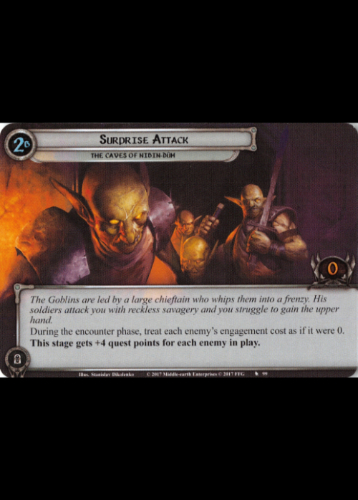 2B
SURPRISE ATTACK
THE CAVES OF NIBIN-DÛM
0
The Goblins are led by a large chieftain who whips them into a frenzy. His
soldiers attack you with reckless savagery and you struggle to gain the upper
hand.
During the encounter phase, treat each enemy's engagement cost as if it were 0.
This stage gets +4 quest points for each enemy in play.
Illus. Stanislav Dikolenko © 2017 Middle-earth Enterprises © 2017 FFG